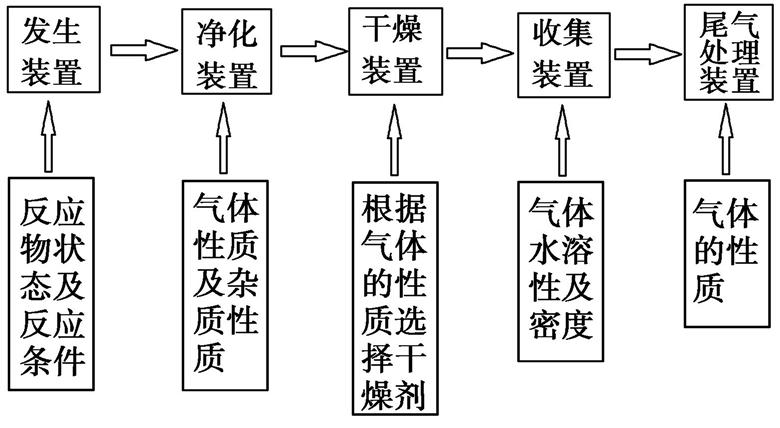 发生
装置
净化
装置
干燥
装置
收集
装置
尾气
处理
装置
反应
物状
态及
反应
条件
气体
性质
及杂
质性
质
根据
气体
的性
质选
择干
燥剂
气体
水溶
性及
密度
气体
的性
质